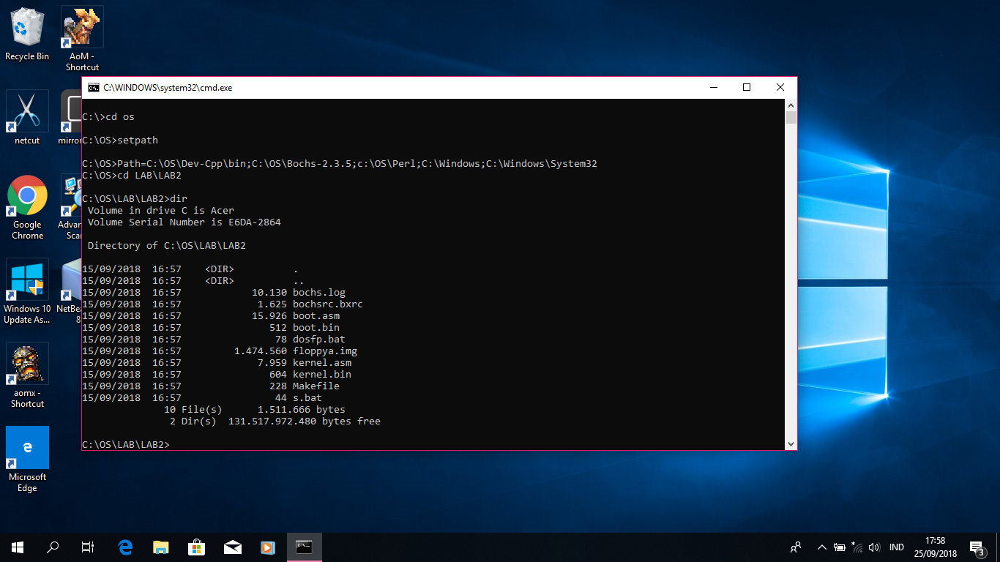 Recycle Bin
AoM -
Shortcut
netcut
mirror
Google
Chrome
Advan
Scan
Windows 10
Update As...
NetBea
8
aomx -
Shortcut
Microsoft
Edge
C:\WINDOWS\system32\cmd.exe
C:\>cd os
C:\OS>setpath
C:\OS>Path=C:\OS\Dev-Cpp\bin;C:\OS\Bochs-2.3.5;c:\OS\Perl;C:\Windows;C:\Windows\System32
C:\OS>cd LAB\LAB2
C:\OS\LAB\LAB2>dir
Volume in drive C is Acer
Volume Serial Number is E6DA-2864
Directory of C:\OS\LAB\LAB2
15/09/2018  16:57    <DIR>          .
15/09/2018  16:57    <DIR>          ..
15/09/2018  16:57            10.130 bochs.log
15/09/2018  16:57             1.625 bochsrc.bxrc
15/09/2018  16:57            15.926 boot.asm
15/09/2018  16:57               512 boot.bin
15/09/2018  16:57                78 dosfp.bat
15/09/2018  16:57         1.474.560 floppya.img
15/09/2018  16:57             7.959 kernel.asm
15/09/2018  16:57               604 kernel.bin
15/09/2018  16:57               228 Makefile
15/09/2018  16:57                44 s.bat
10 File(s)      1.511.666 bytes
2 Dir(s)  131.517.972.480 bytes free
C:\OS\LAB\LAB2>
IND
17:58
25/09/2018
3